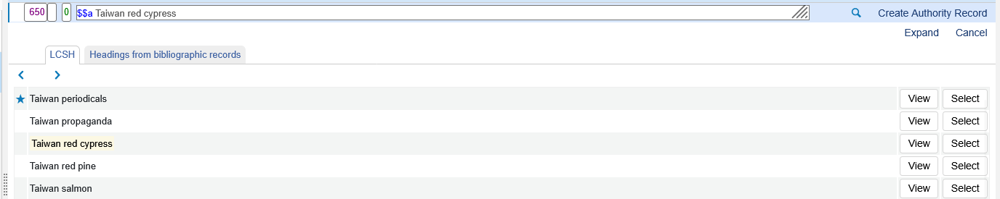 650 0 $$a Taiwan red cypress Create Authority Record
Expand Cancel
LCSH Headings from bibliographic records
Taiwan periodicals View Select
Taiwan propaganda View Select
Taiwan red cypress View Select
Taiwan red pine View Select
Taiwan salmon View Select